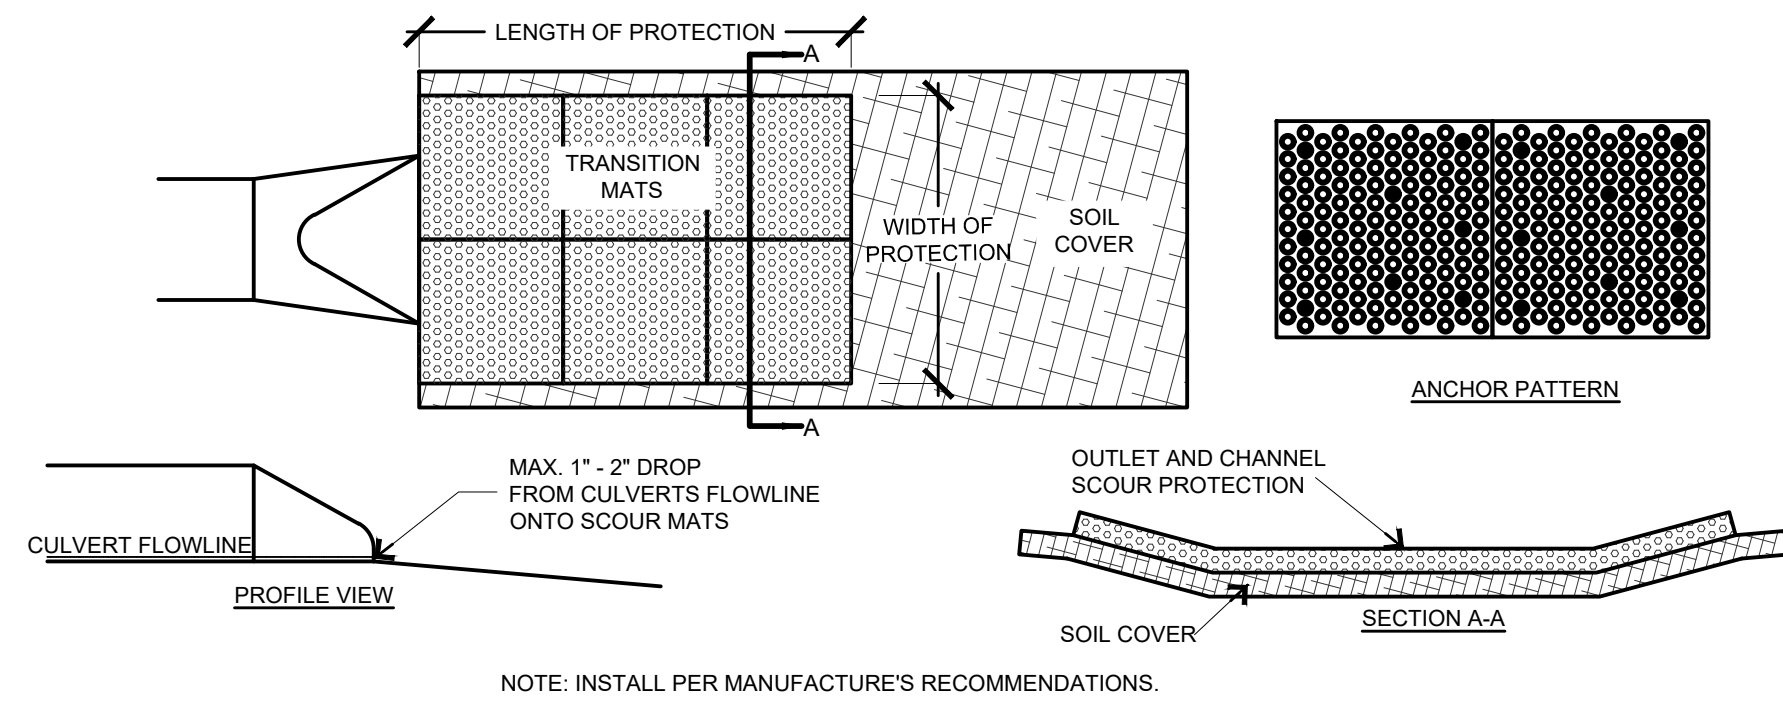 LENGTH OF PROTECTION
A
TRANSITION
MATS
WIDTH OF
PROTECTION
SOIL
COVER
A
ANCHOR PATTERN
MAX. 1" - 2" DROP
FROM CULVERTS FLOWLINE
ONTO SCOUR MATS
CULVERT FLOWLINE
PROFILE VIEW
OUTLET AND CHANNEL
SCOUR PROTECTION
SOIL COVER
SECTION A-A
NOTE: INSTALL PER MANUFACTURE'S RECOMMENDATIONS.